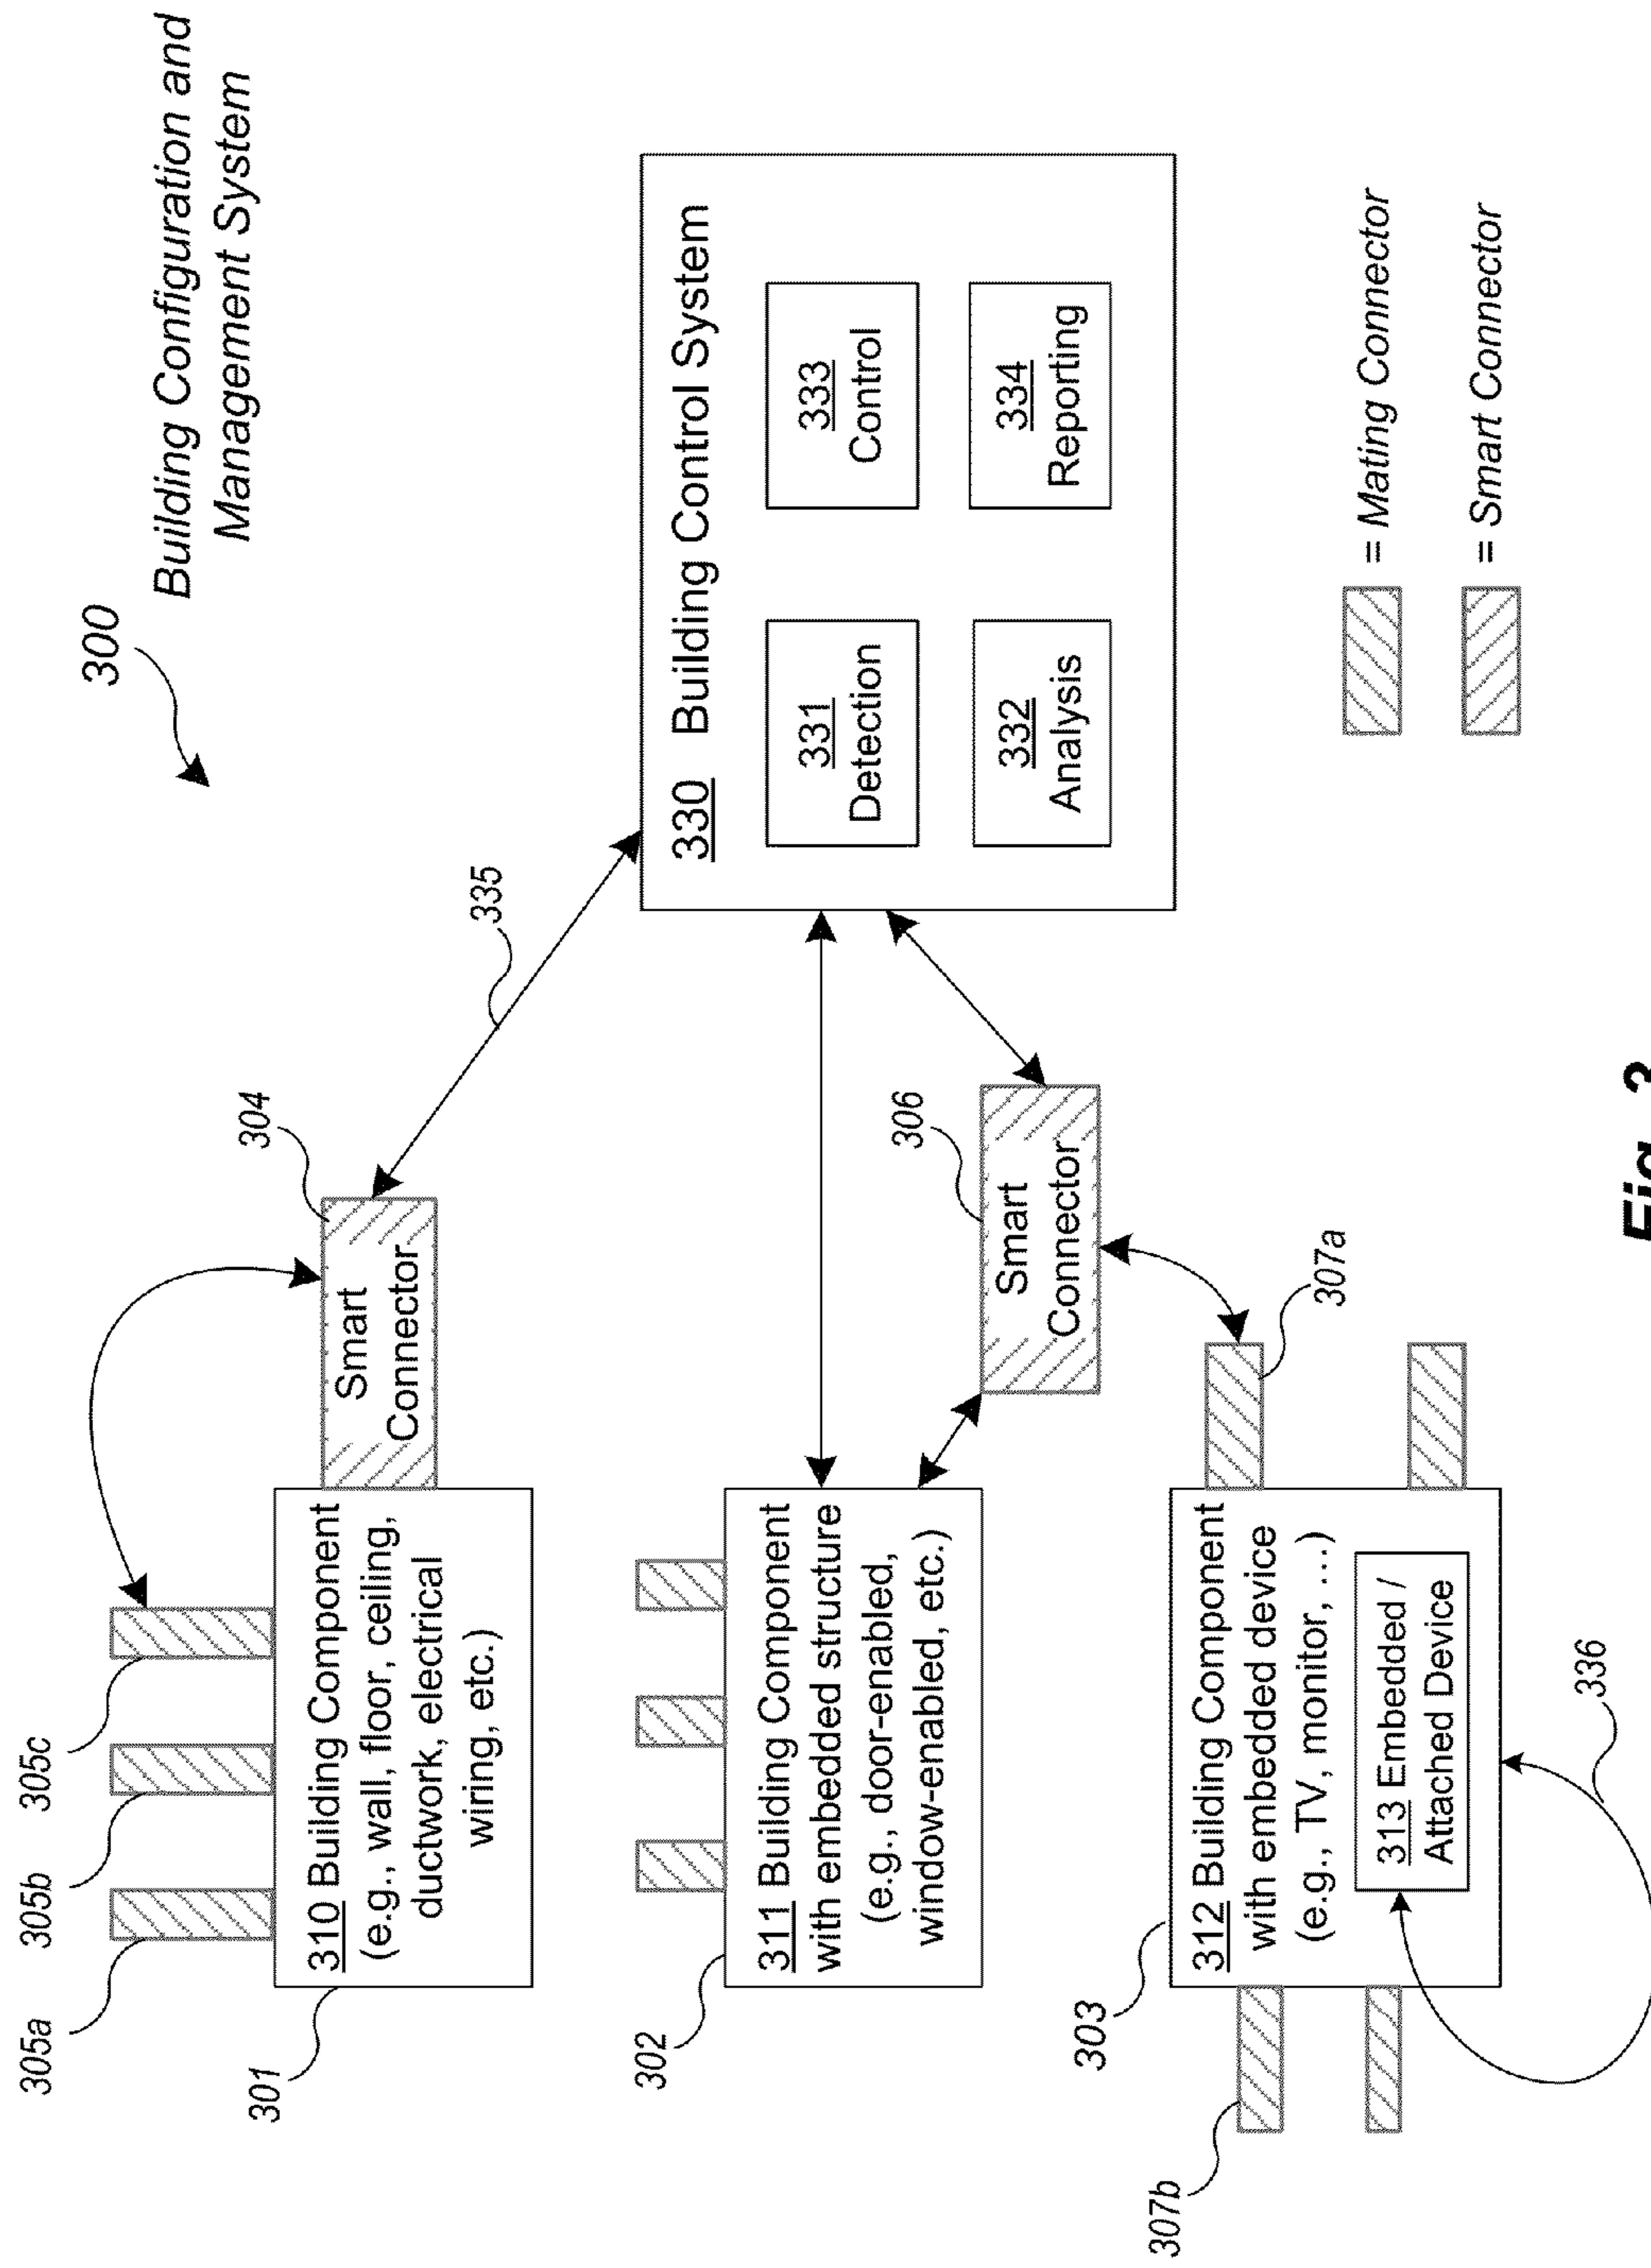 305a
305b
305c
300
Building Configuration and
Management System
301
304
310 Building Component
(e.g., wall, floor, ceiling,
ductwork, electrical
wiring, etc.)
Smart
Connector
335
302
311 Building Component
with embedded structure
(e.g., door-enabled,
window-enabled, etc.)
330 Building Control System
331
Detection
333
Control
332
Analysis
334
Reporting
306
Smart
Connector
303
307b
312 Building Component
with embedded device
(e.g., TV, monitor, …)
313 Embedded /
Attached Device
307a
336
= Mating Connector
= Smart Connector
Fig